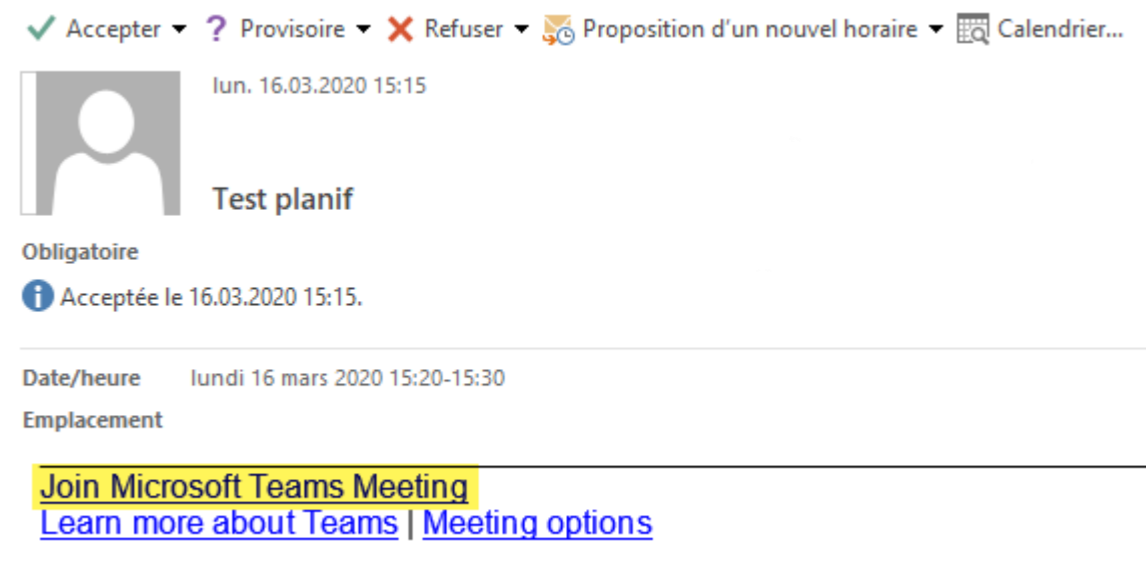 Accepter ? Provisoire Refuser Proposition d'un nouvel horaire Calendrier...
lun. 16.03.2020 15:15
Test planif
Obligatoire
i Acceptée le 16.03.2020 15:15.
Date/heure lundi 16 mars 2020 15:20-15:30
Emplacement
Join Microsoft Teams Meeting
Learn more about Teams | Meeting options